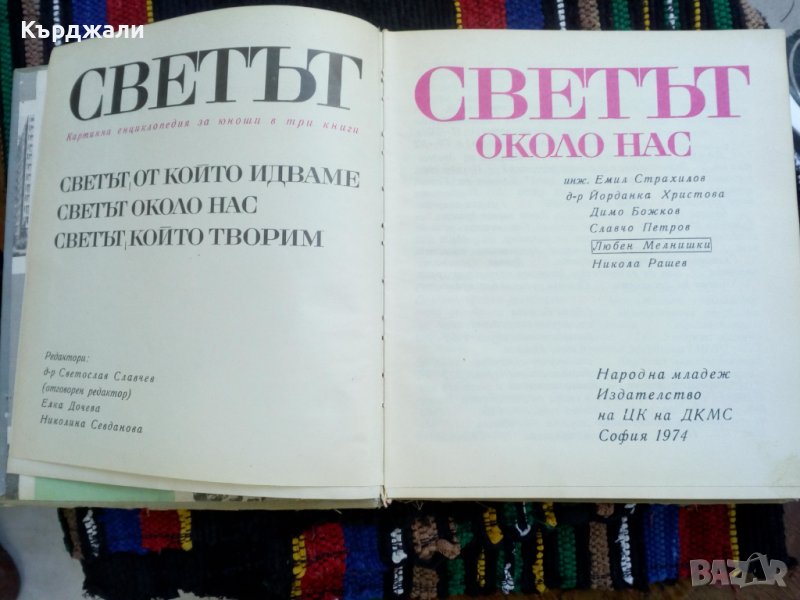 Кърджали
СВЕТЪТ
Картинна енциклопедия за юноши в три книги
СВЕТЪТ, ОТ КОЙТО ИДВАМЕ
СВЕТЪТ ОКОЛО НАС
СВЕТЪТ, КОЙТО ТВОРИМ
Редактори:
д-р Светослав Славчев
(отговорен редактор)
Елка Дочева
Николина Севданова
СВЕТЪТ
ОКОЛО НАС
инж. Емил Страхилов
д-р Йорданка Христова
Димо Божков
Славчо Петров
Любен Мелнишки
Никола Рашев
Народна младеж
Издателство
на ЦК на ДКМС
София 1974
BAZAR